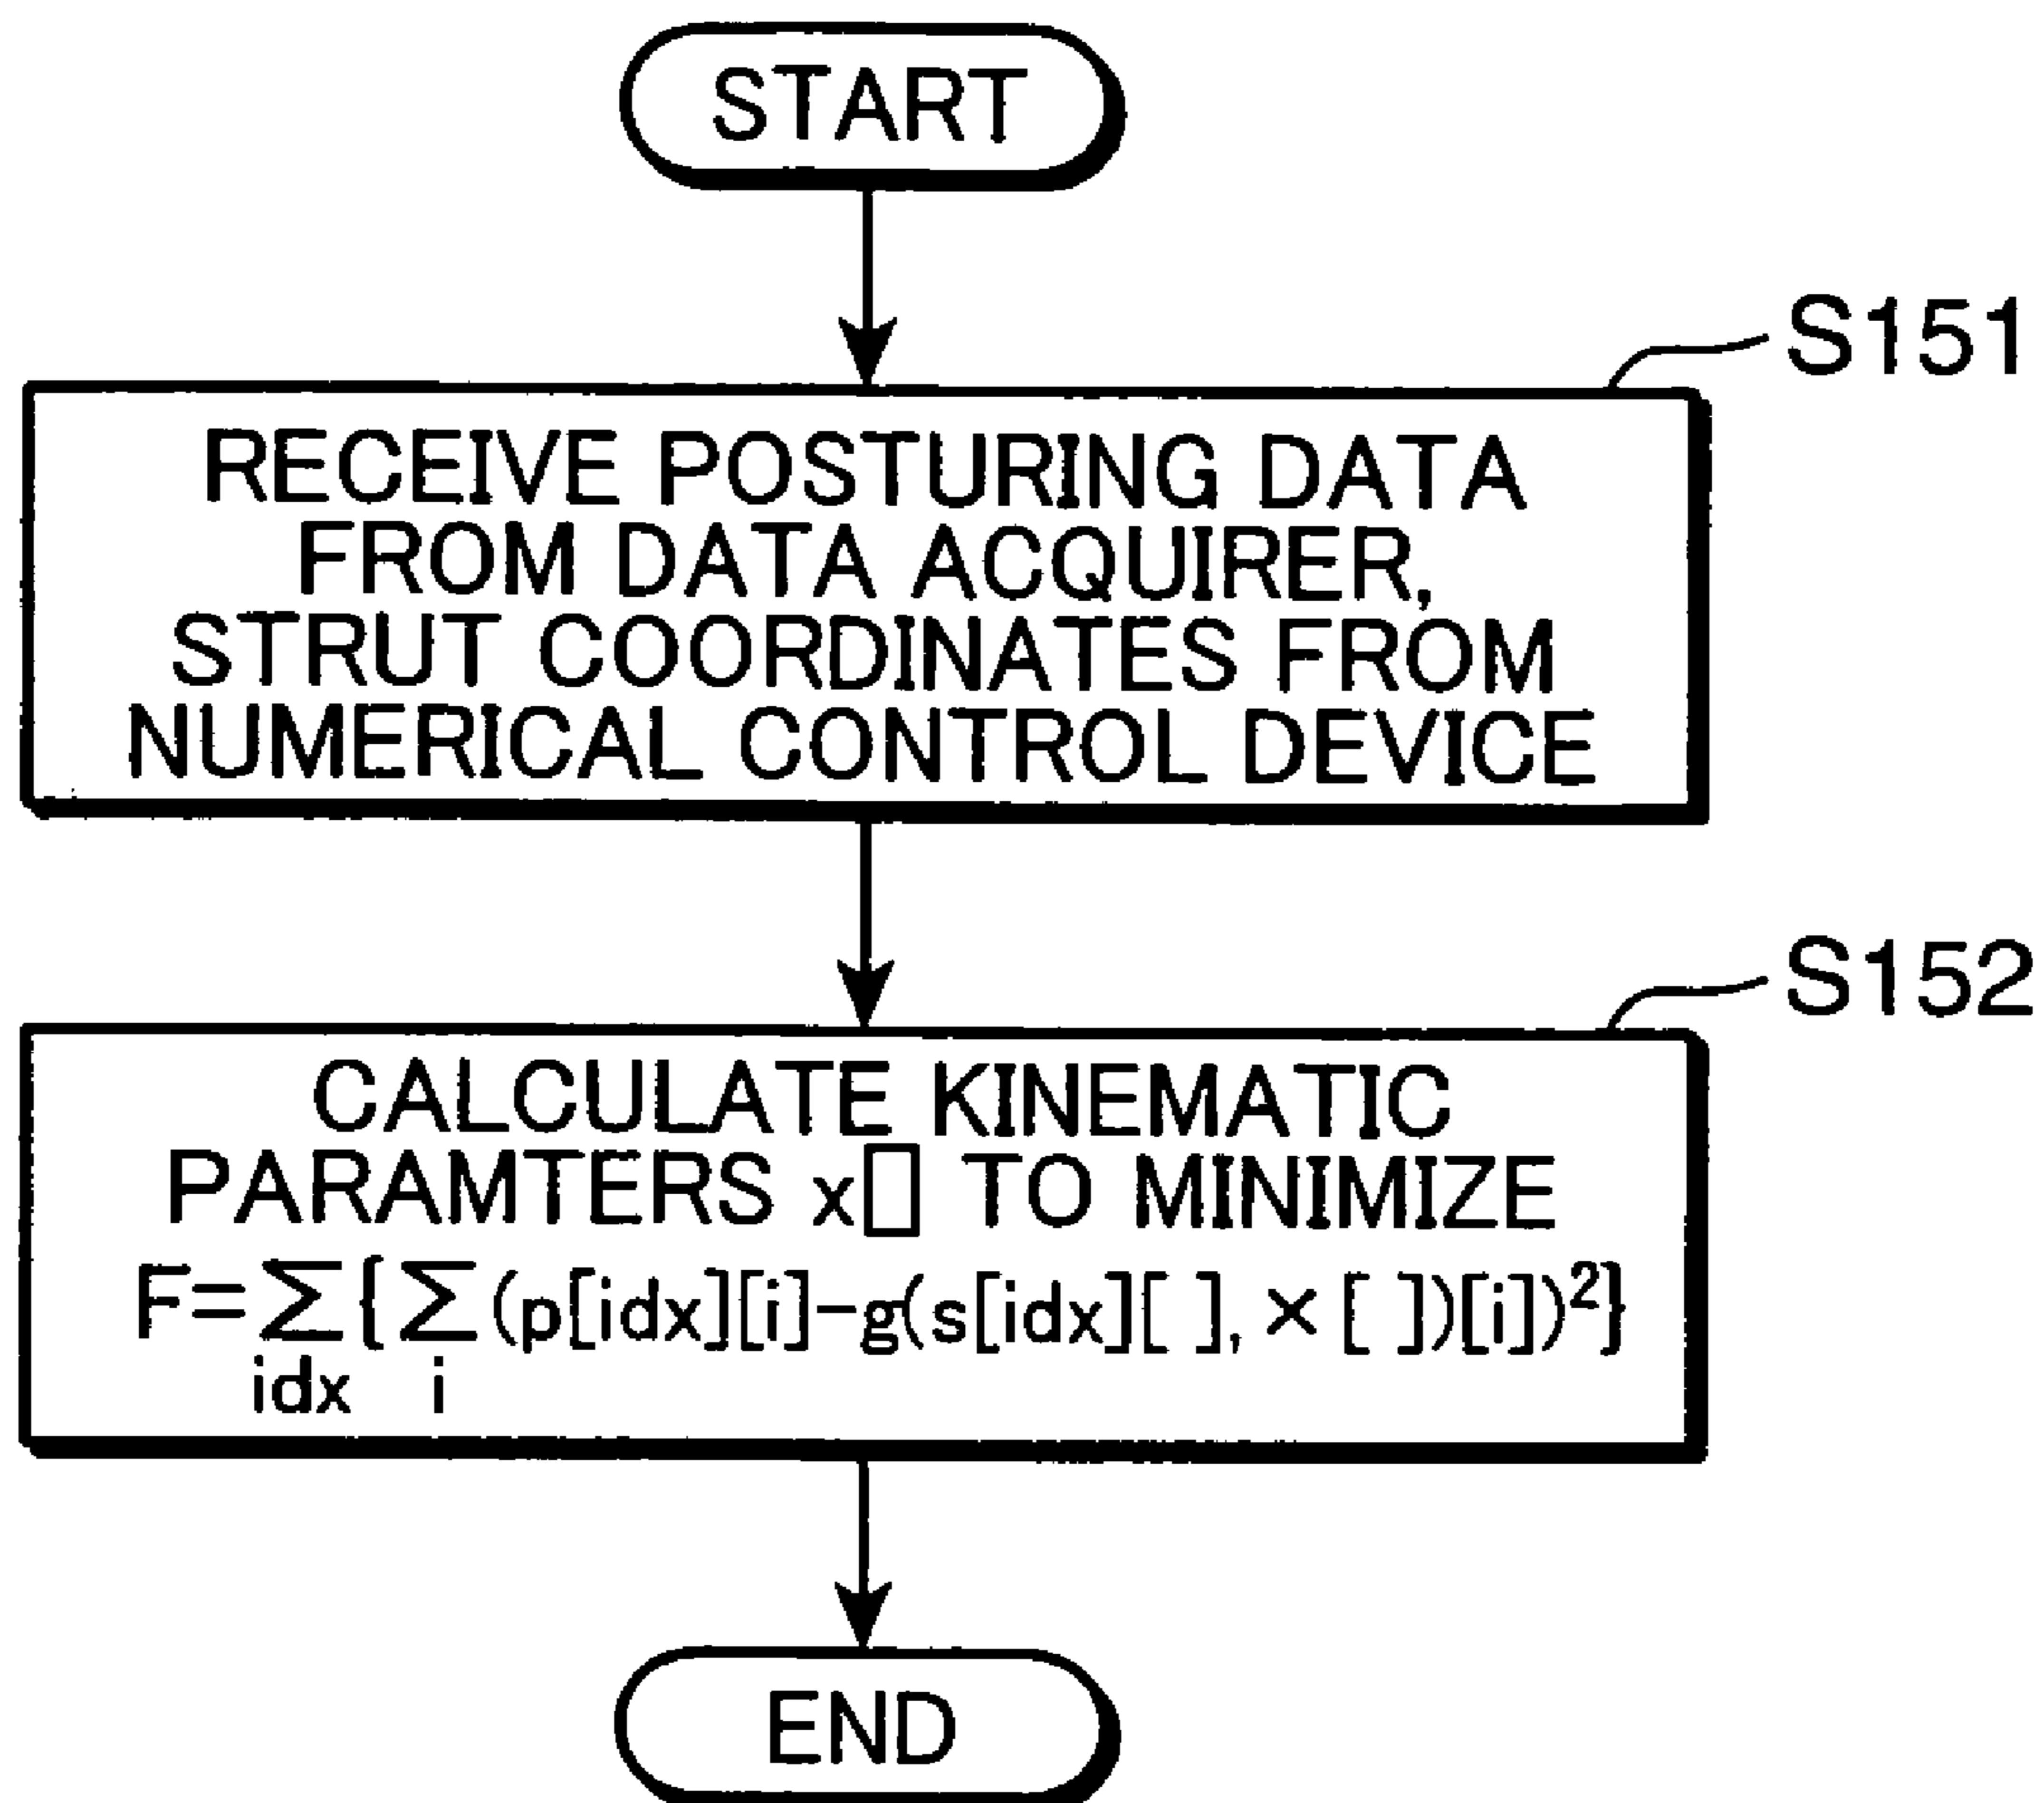 START
S151
RECEIVE POSTURING DATA
FROM DATA ACQUIRER,
STRUT COORDINATES FROM
NUMERICAL CONTROL DEVICE
S152
CALCULATE KINEMATIC
PARAMTERS x[] TO MINIMIZE
F=∑{∑(p[idx][i]-g(s[idx][ ], × [ ])[i])²}
idx i
END